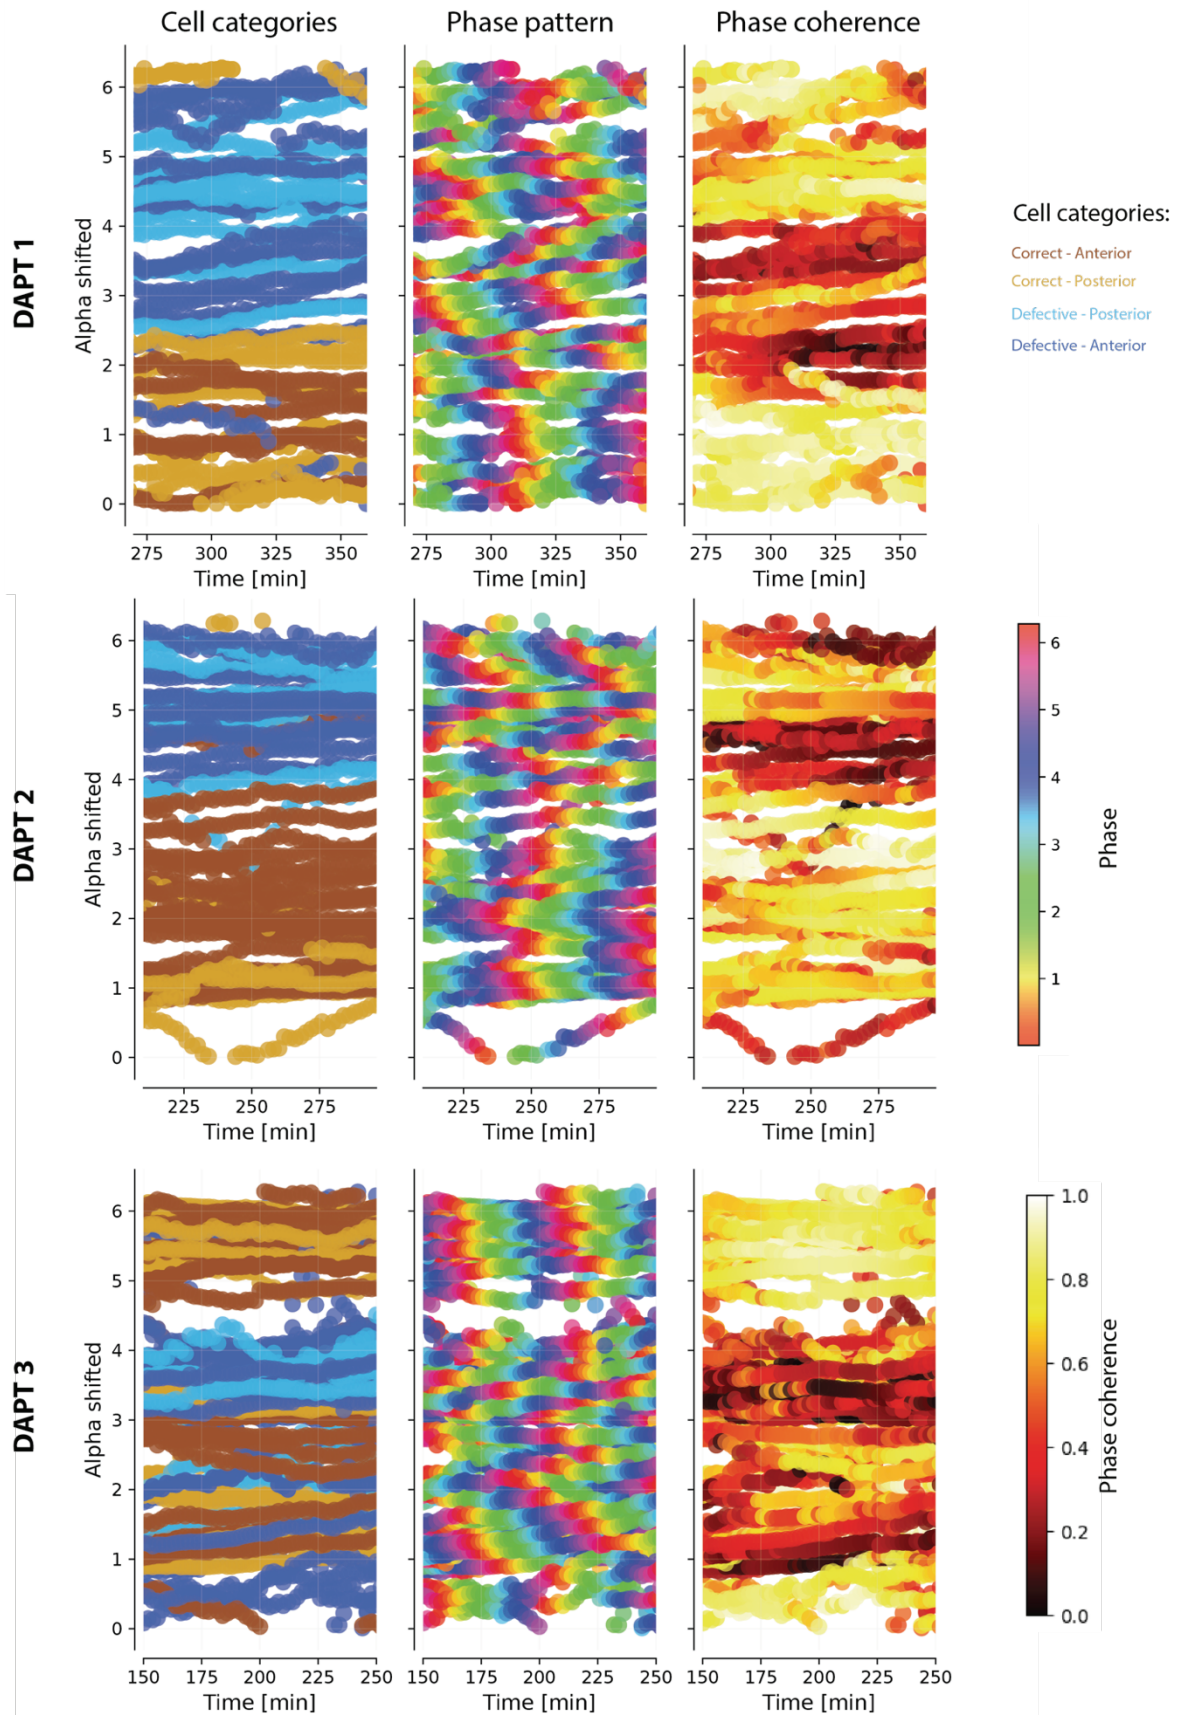 Cell categories
Phase pattern
Phase coherence
DAPT 1
Alpha shifted
6
5
4
3
2
1
0
275 300 325 350
Time [min]
275 300 325 350
Time [min]
275 300 325 350
Time [min]
Cell categories:
Correct - Anterior
Correct - Posterior
Defective - Posterior
Defective - Anterior
DAPT 2
Alpha shifted
6
5
4
3
2
1
0
225 250 275
Time [min]
225 250 275
Time [min]
225 250 275
Time [min]
6
5
4
3
2
1
Phase
DAPT 3
Alpha shifted
6
5
4
3
2
1
0
150 175 200 225 250
Time [min]
150 175 200 225 250
Time [min]
150 175 200 225 250
Time [min]
1.0
0.8
0.6
0.4
0.2
0.0
Phase coherence